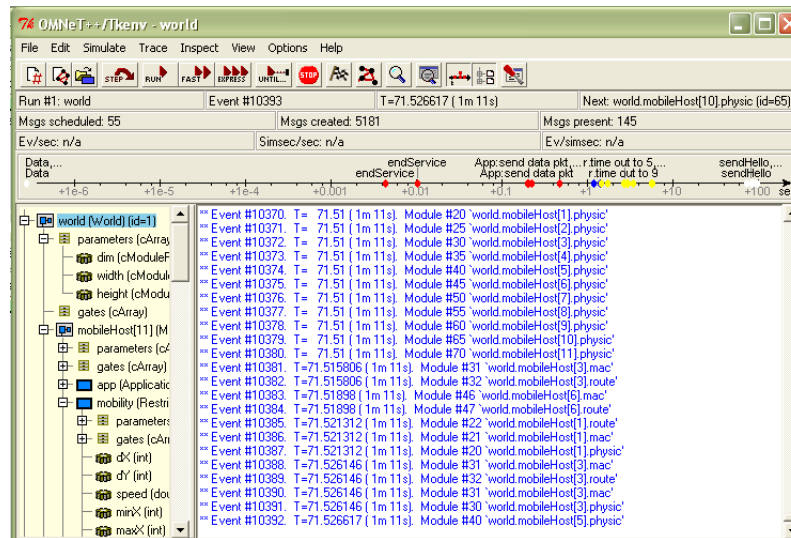 OMNeT++/Tkenv - world
File Edit Simulate Trace Inspect View Options Help
STEP RUN FAST EXPRESS UNTIL... STOP
Run #1: world Event #10393 T=71.526617 ( 1m 11s) Next: world.mobileHost[10].physic (id=65)
Msgs scheduled: 55 Msgs created: 5181 Msgs present: 145
Ev/sec: n/a Simsec/sec: n/a Ev/simsec: n/a
Data,... endService App:send data pkt,...r.time out to 5,... sendHello,...
Data endService App:send data pkt r.time out to 9 sendHello
+1e-6 +1e-5 +1e-4 +0.001 +0.01 +0.1 +1 +10 +100 se
world (World) (id=1)
parameters (cArray
dim (cModuleF
width (cModul
height (cModu
gates (cArray)
mobileHost[11] (M
parameters (cA
gates (cArray)
app (Applicatic
mobility (Restri
parameters
gates (cArr
dX (int)
dY (int)
speed (dou
minX (int)
maxX (int)
** Event #10370. T= 71.51 ( 1m 11s). Module #20 `world.mobileHost[1].physic'
** Event #10371. T= 71.51 ( 1m 11s). Module #25 `world.mobileHost[2].physic'
** Event #10372. T= 71.51 ( 1m 11s). Module #30 `world.mobileHost[3].physic'
** Event #10373. T= 71.51 ( 1m 11s). Module #35 `world.mobileHost[4].physic'
** Event #10374. T= 71.51 ( 1m 11s). Module #40 `world.mobileHost[5].physic'
** Event #10375. T= 71.51 ( 1m 11s). Module #45 `world.mobileHost[6].physic'
** Event #10376. T= 71.51 ( 1m 11s). Module #50 `world.mobileHost[7].physic'
** Event #10377. T= 71.51 ( 1m 11s). Module #55 `world.mobileHost[8].physic'
** Event #10378. T= 71.51 ( 1m 11s). Module #60 `world.mobileHost[9].physic'
** Event #10379. T= 71.51 ( 1m 11s). Module #65 `world.mobileHost[10].physic'
** Event #10380. T= 71.51 ( 1m 11s). Module #70 `world.mobileHost[11].physic'
** Event #10381. T=71.515806 ( 1m 11s). Module #31 `world.mobileHost[3].mac'
** Event #10382. T=71.515806 ( 1m 11s). Module #32 `world.mobileHost[3].route'
** Event #10383. T=71.51898 ( 1m 11s). Module #46 `world.mobileHost[6].mac'
** Event #10384. T=71.51898 ( 1m 11s). Module #47 `world.mobileHost[6].route'
** Event #10385. T=71.521312 ( 1m 11s). Module #22 `world.mobileHost[1].route'
** Event #10386. T=71.521312 ( 1m 11s). Module #21 `world.mobileHost[1].mac'
** Event #10387. T=71.521312 ( 1m 11s). Module #20 `world.mobileHost[1].physic'
** Event #10388. T=71.526146 ( 1m 11s). Module #31 `world.mobileHost[3].mac'
** Event #10389. T=71.526146 ( 1m 11s). Module #32 `world.mobileHost[3].route'
** Event #10390. T=71.526146 ( 1m 11s). Module #31 `world.mobileHost[3].mac'
** Event #10391. T=71.526146 ( 1m 11s). Module #30 `world.mobileHost[3].physic'
** Event #10392. T=71.526617 ( 1m 11s). Module #40 `world.mobileHost[5].physic'